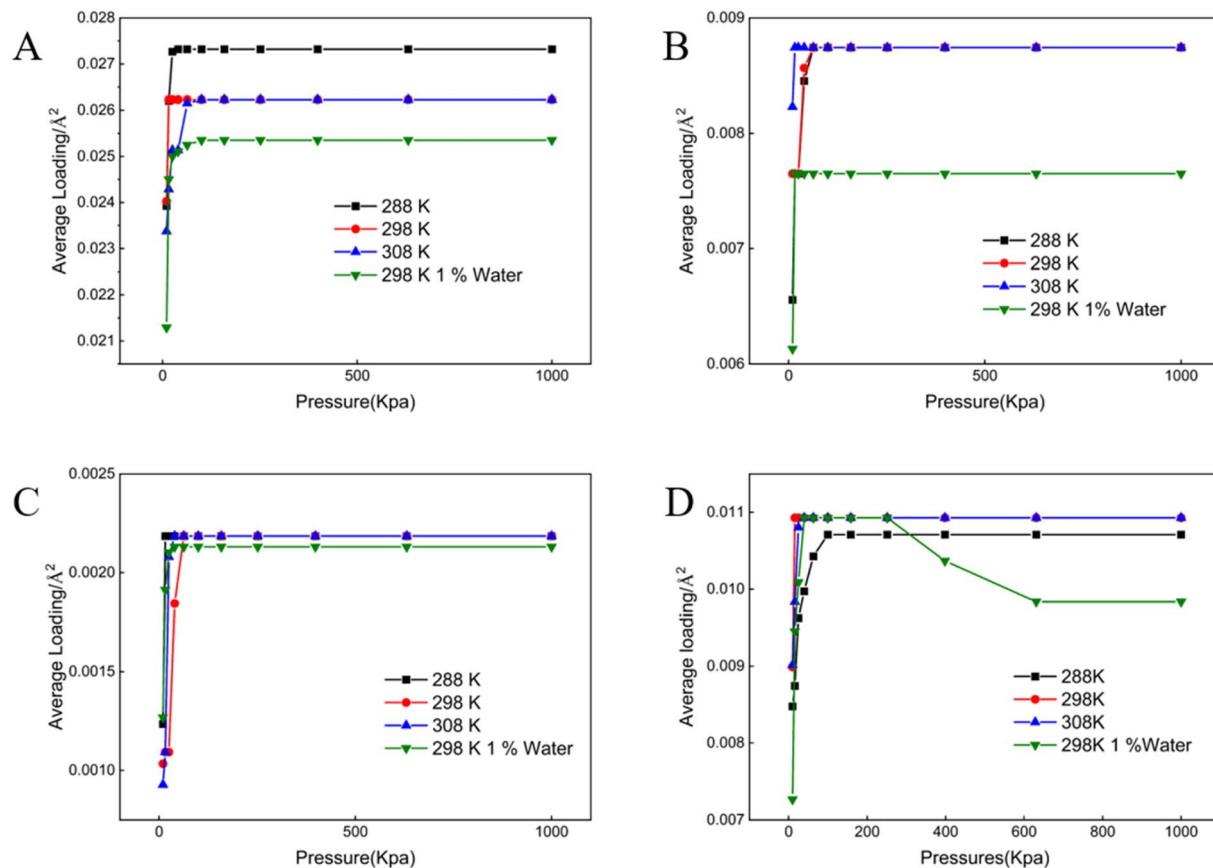 A
0.028
0.027
0.026
0.025
0.024
0.023
0.022
0.021
Average Loading/Å²
288 K
298 K
308 K
298 K 1 % Water
0
500
1000
Pressure(Kpa)
B
0.009
0.008
0.007
0.006
Average Loading/Å²
288 K
298 K
308 K
298 K 1% Water
0
500
1000
Pressure(Kpa)
C
0.0025
0.0020
0.0015
0.0010
Average Loading/Å²
288 K
298 K
308 K
298 K 1 % Water
0
500
1000
Pressure(Kpa)
D
0.011
0.010
0.009
0.008
0.007
Average loading/Å²
288K
298K
308K
298K 1 %Water
0
200
400
600
800
1000
Pressures(Kpa)